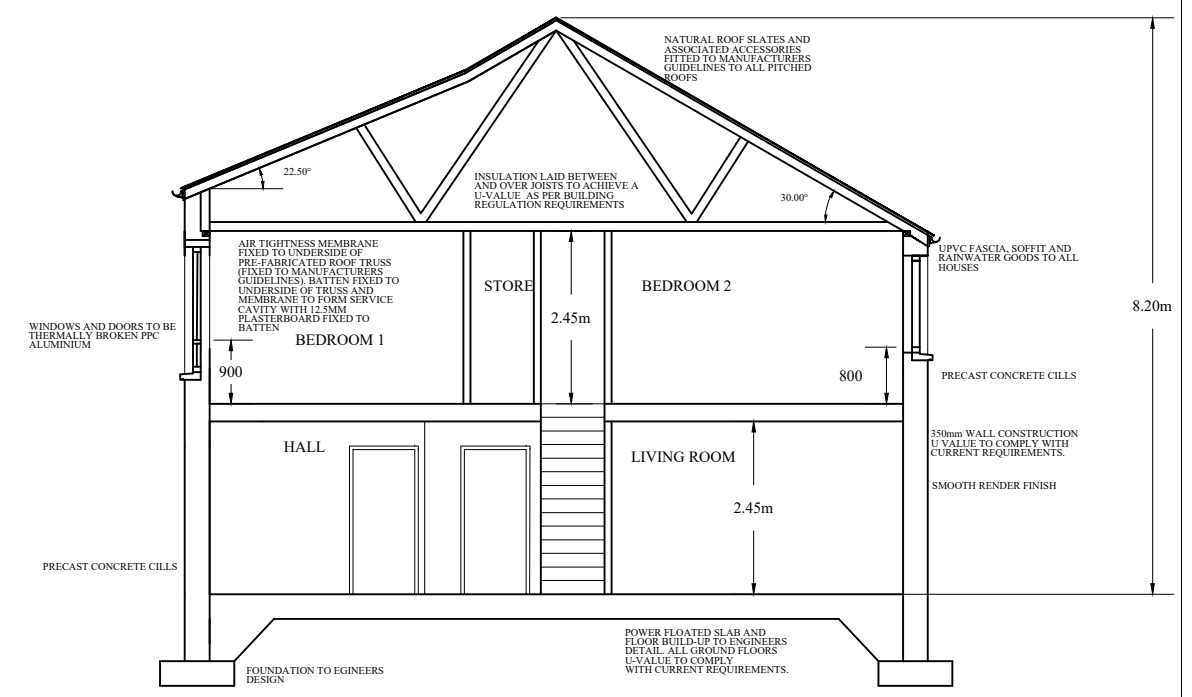 NATURAL ROOF SLATES AND
ASSOCIATED ACCESSORIES
FITTED TO MANUFACTURERS
GUIDELINES TO ALL PITCHED
ROOFS
22.50°
INSULATION LAID BETWEEN
AND OVER JOISTS TO ACHIEVE A
U-VALUE AS PER BUILDING
REGULATION REQUIREMENTS
30.00°
AIR TIGHTNESS MEMBRANE
FIXED TO UNDERSIDE OF
PRE-FABRICATED ROOF TRUSS
(FIXED TO MANUFACTURERS
GUIDELINES). BATTEN FIXED TO
UNDERSIDE OF TRUSS AND
MEMBRANE TO FORM SERVICE
CAVITY WITH 12.5MM
PLASTERBOARD FIXED TO
BATTEN
UPVC FASCIA, SOFFIT AND
RAINWATER GOODS TO ALL
HOUSES
STORE
BEDROOM 2
8.20m
2.45m
WINDOWS AND DOORS TO BE
THERMALLY BROKEN PPC
ALUMINIUM
BEDROOM 1
900
800
PRECAST CONCRETE CILLS
350mm WALL CONSTRUCTION
U VALUE TO COMPLY WITH
CURRENT REQUIREMENTS.
HALL
LIVING ROOM
SMOOTH RENDER FINISH
2.45m
PRECAST CONCRETE CILLS
POWER FLOATED SLAB AND
FLOOR BUILD-UP TO ENGINEERS
DETAIL. ALL GROUND FLOORS
U-VALUE TO COMPLY
WITH CURRENT REQUIREMENTS.
FOUNDATION TO EGINEERS
DESIGN